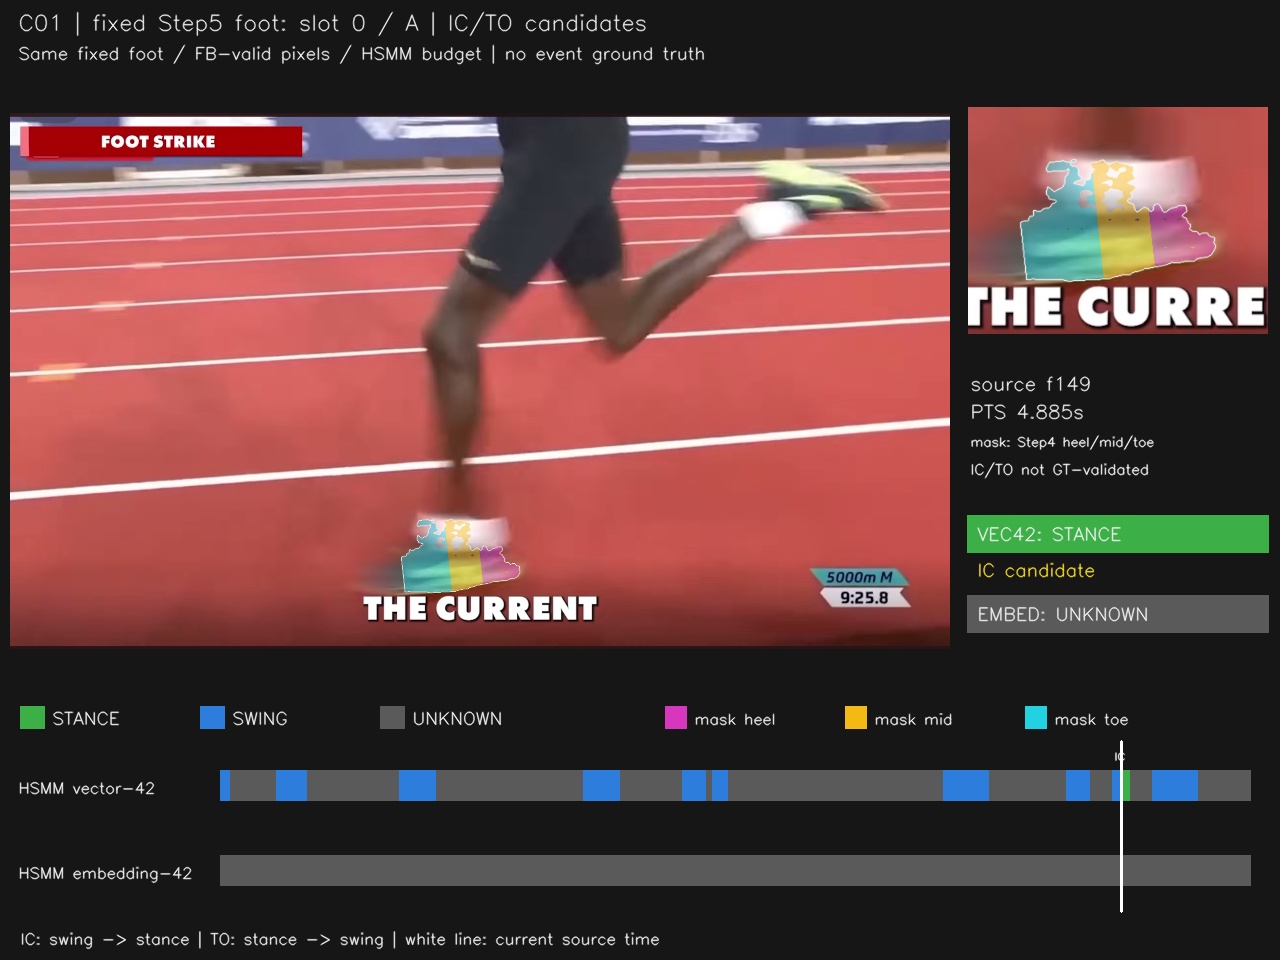 C01 | fixed Step5 foot: slot 0 / A | IC/TO candidates
Same fixed foot / FB-valid pixels / HSMM budget | no event ground truth
FOOT STRIKE
THE CURRENT
5000m M
9:25.8
THE CURRE
source f149
PTS 4.885s
mask: Step4 heel/mid/toe
IC/TO not GT-validated
VEC42: STANCE
IC candidate
EMBED: UNKNOWN
STANCE SWING UNKNOWN mask heel mask mid mask toe
IC
HSMM vector-42
HSMM embedding-42
IC: swing -> stance | TO: stance -> swing | white line: current source time